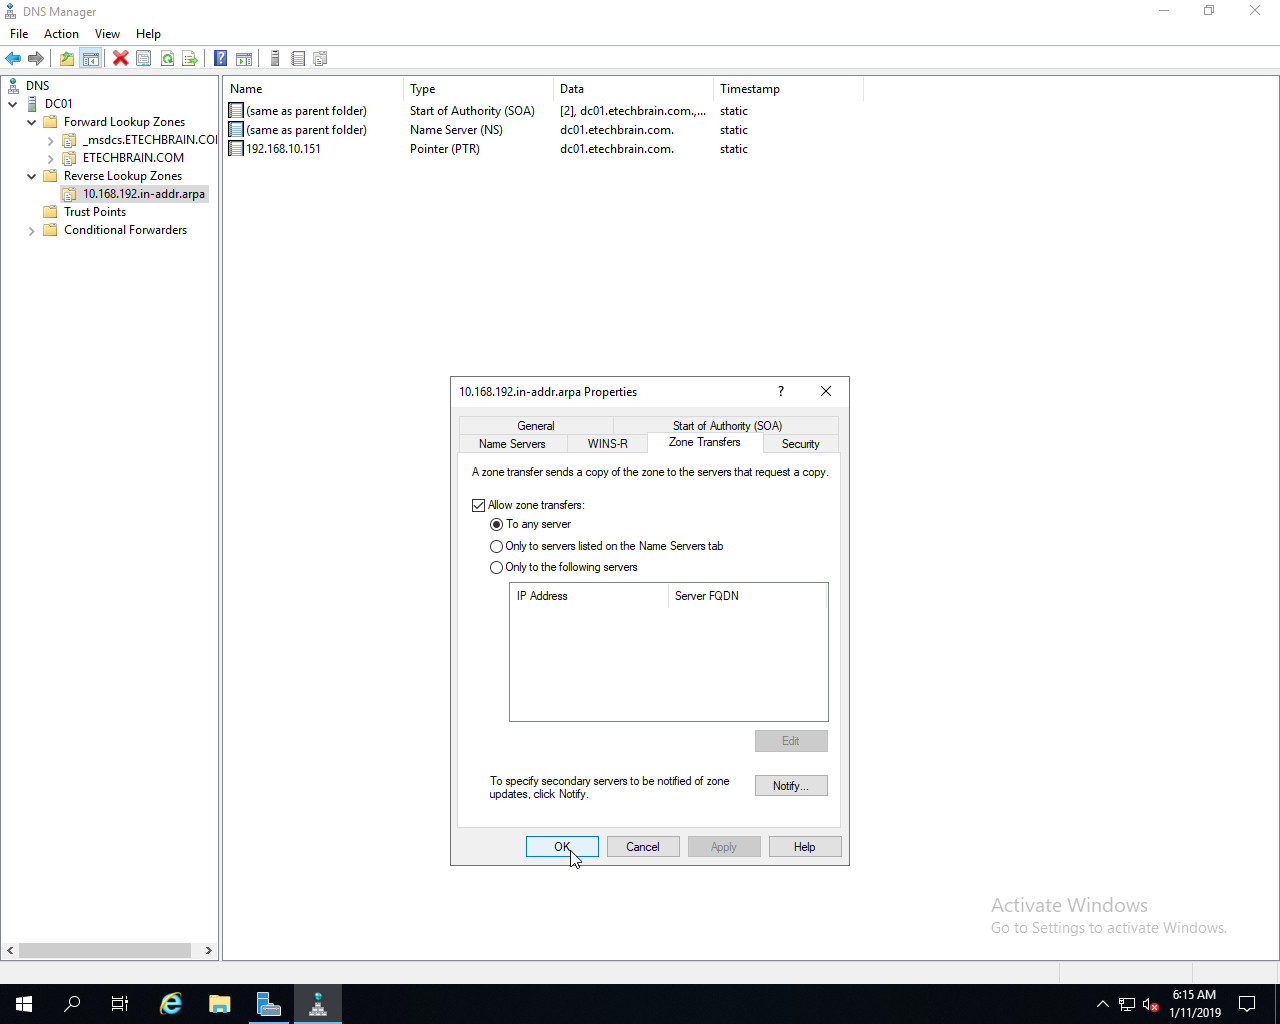 DNS Manager
File Action View Help
DNS
DC01
Forward Lookup Zones
_msdcs.ETECHBRAIN.CO
ETECHBRAIN.COM
Reverse Lookup Zones
10.168.192.in-addr.arpa
Trust Points
Conditional Forwarders
Name Type Data Timestamp
(same as parent folder) Start of Authority (SOA) [2], dc01.etechbrain.com.,... static
(same as parent folder) Name Server (NS) dc01.etechbrain.com. static
192.168.10.151 Pointer (PTR) dc01.etechbrain.com. static
10.168.192.in-addr.arpa Properties ?
General Start of Authority (SOA)
Name Servers WINS-R Zone Transfers Security
A zone transfer sends a copy of the zone to the servers that request a copy.
Allow zone transfers:
To any server
Only to servers listed on the Name Servers tab
Only to the following servers
IP Address Server FQDN
Edit
To specify secondary servers to be notified of zone
updates, click Notify.
Notify...
OK Cancel Apply Help
Activate Windows
Go to Settings to activate Windows.
6:15 AM
1/11/2019